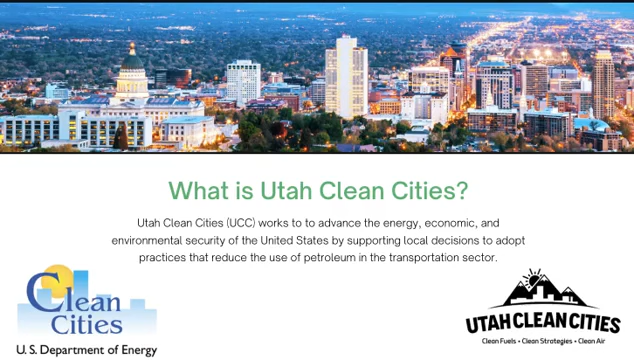 What is Utah Clean Cities?
Utah Clean Cities (UCC) works to to advance the energy, economic, and
environmental security of the United States by supporting local decisions to adopt
practices that reduce the use of petroleum in the transportation sector.
Clean
Cities
U. S. Department of Energy
UTAH CLEAN CITIES
Clean Fuels • Clean Strategies • Clean Air